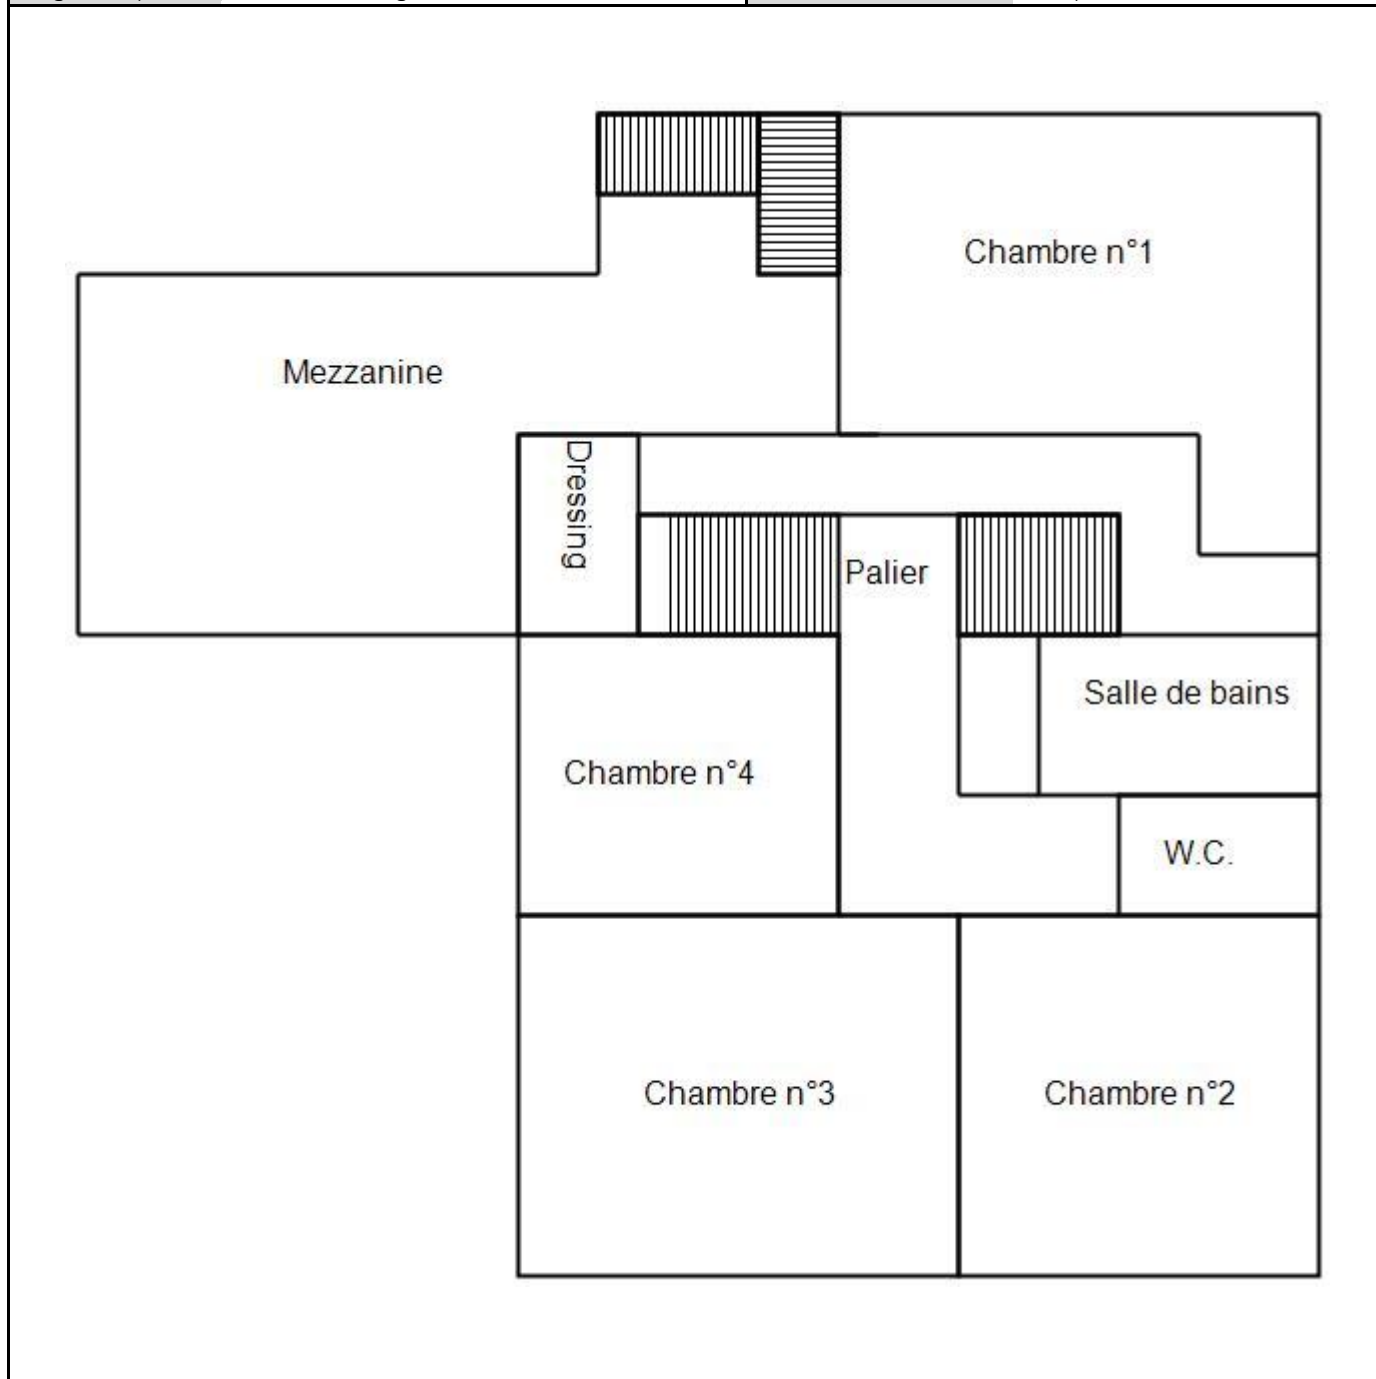 Chambre n°1
Mezzanine
Dressing
Palier
Salle de bains
Chambre n°4
W.C.
Chambre n°3
Chambre n°2